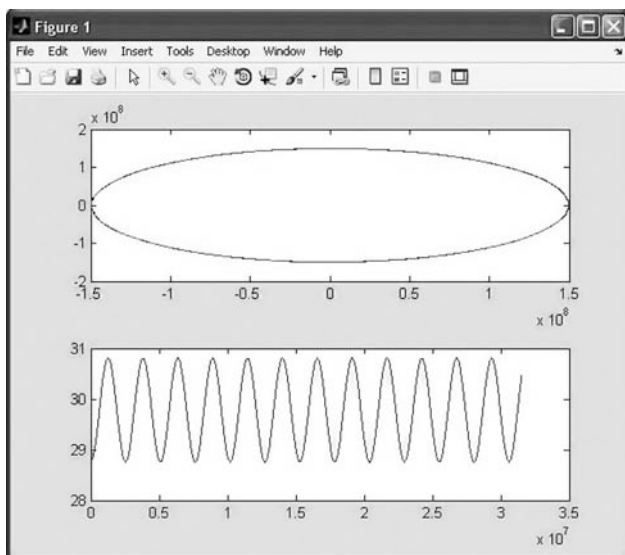 Figure 1
File Edit View Insert Tools Desktop Window Help
x 10^8
2
1
0
-1
-2
-1.5 -1 -0.5 0 0.5 1 1.5
x 10^8
31
30
29
28
0 0.5 1 1.5 2 2.5 3 3.5
x 10^7